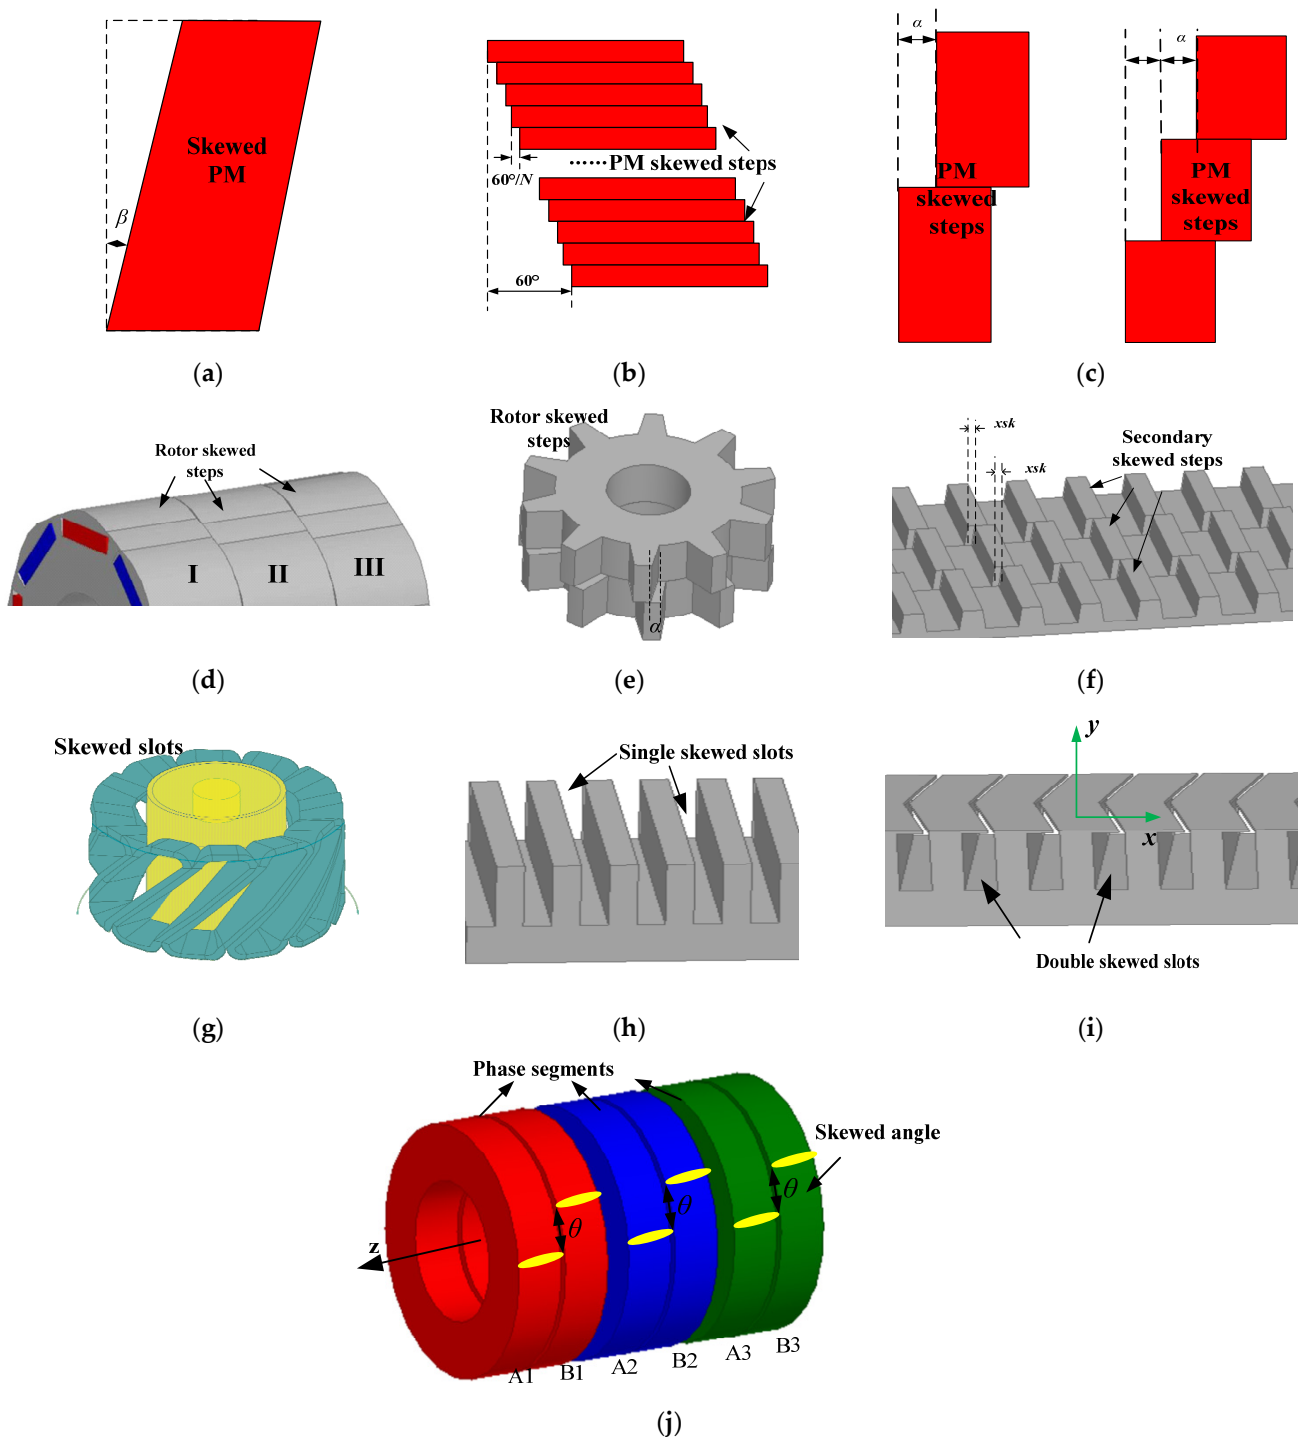 Skewed
PM
β
(a)
60°/N
······PM skewed steps
60°
(b)
α
PM
skewed
steps
α
PM
skewed
steps
(c)
Rotor skewed
steps
I
II
III
(d)
Rotor skewed
steps
α
(e)
xsk
xsk
Secondary
skewed steps
(f)
Skewed slots
(g)
Single skewed slots
(h)
y
x
Double skewed slots
(i)
Phase segments
Skewed angle
θ
θ
θ
z
A1
B1
A2
B2
A3
B3
(j)